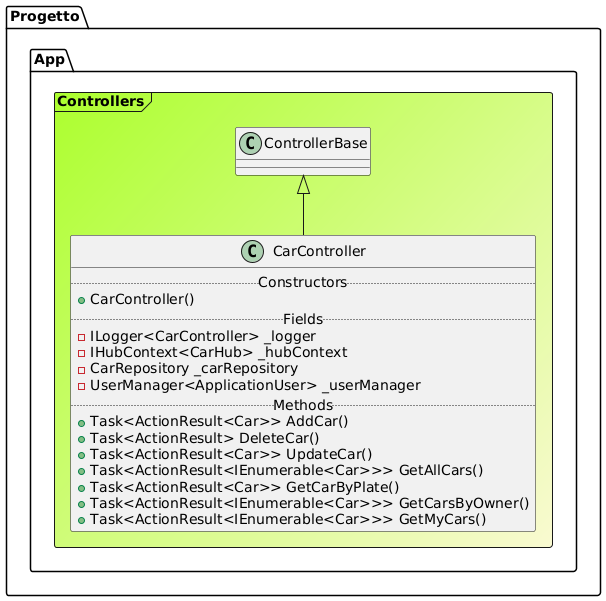 Progetto
App
Controllers
C ControllerBase
C CarController
Constructors
CarController()
Fields
ILogger<CarController> _logger
IHubContext<CarHub> _hubContext
CarRepository _carRepository
UserManager<ApplicationUser> _userManager
Methods
Task<ActionResult<Car>> AddCar()
Task<ActionResult> DeleteCar()
Task<ActionResult<Car>> UpdateCar()
Task<ActionResult<IEnumerable<Car>>> GetAllCars()
Task<ActionResult<Car>> GetCarByPlate()
Task<ActionResult<IEnumerable<Car>>> GetCarsByOwner()
Task<ActionResult<IEnumerable<Car>>> GetMyCars()